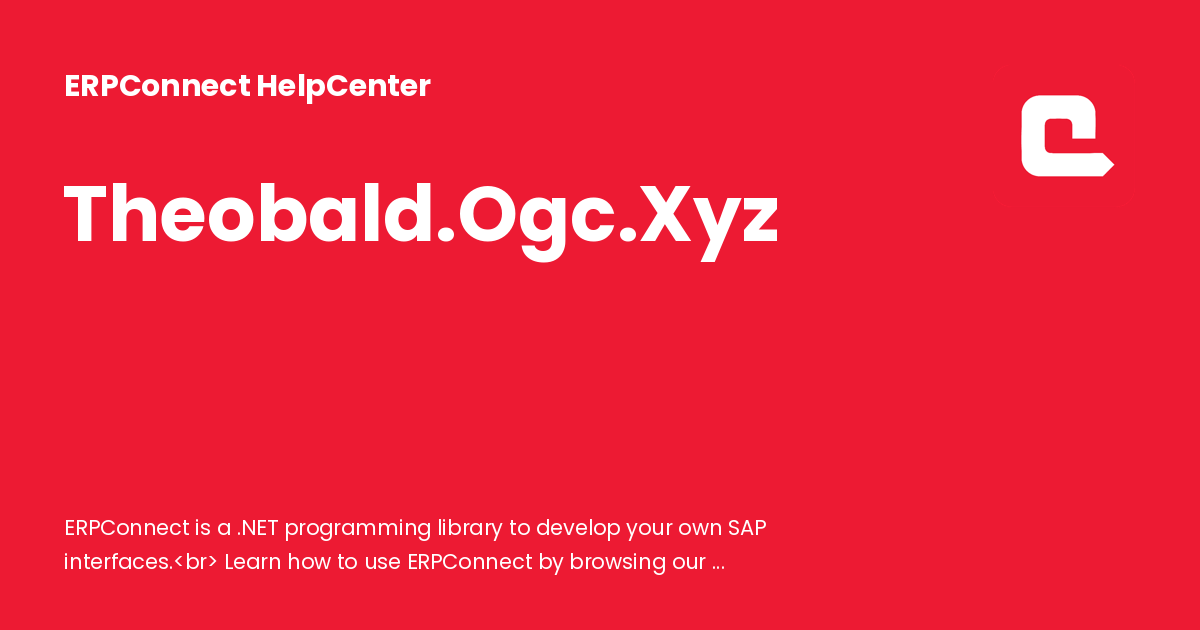 ERPConnect HelpCenter
Theobald.Ogc.Xyz
ERPConnect is a .NET programming library to develop your own SAP
interfaces.<br> Learn how to use ERPConnect by browsing our ...